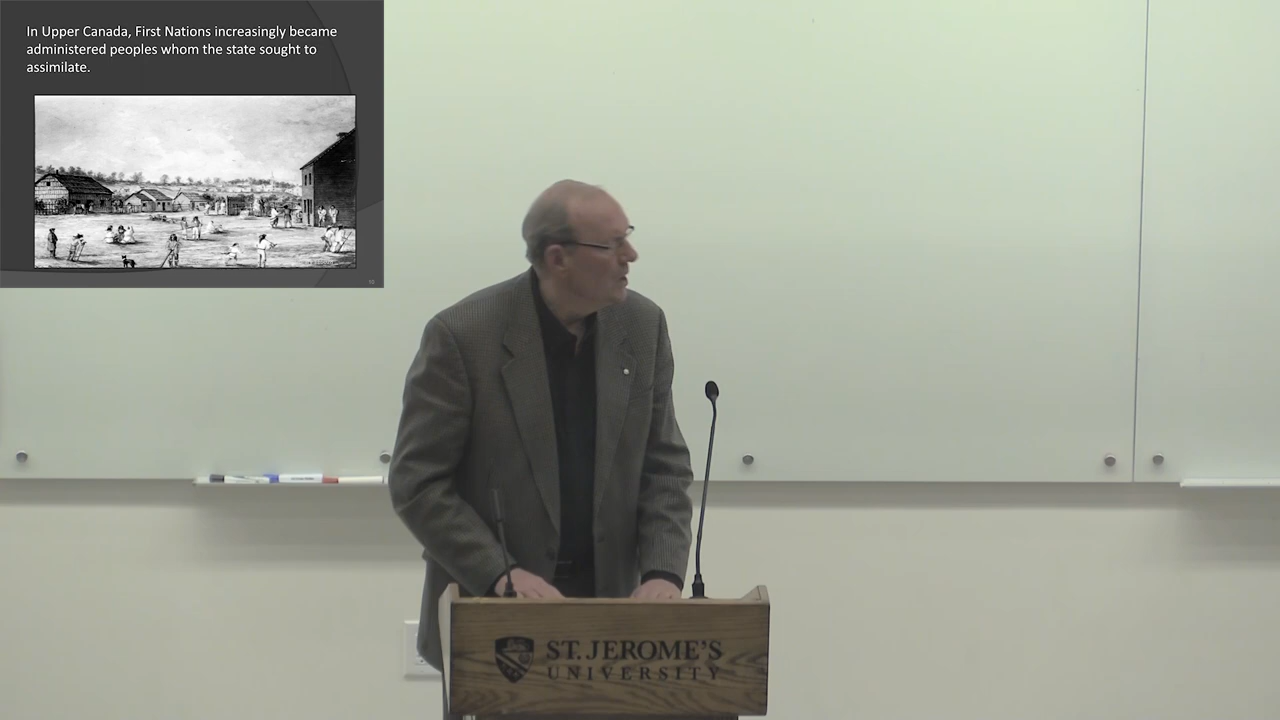 In Upper Canada, First Nations increasingly became
administered peoples whom the state sought to
assimilate.
ST. JEROME'S
UNIVERSITY